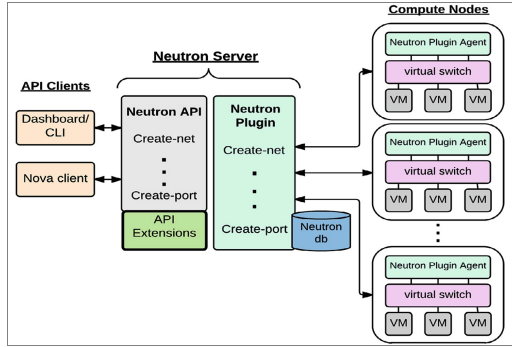 Compute Nodes
Neutron Server
API Clients
Dashboard/
CLI
Nova client
Neutron API
Create-net
Create-port
API
Extensions
Neutron
Plugin
Create-net
Create-port
Neutron
db
Neutron Plugin Agent
virtual switch
VM VM VM
Neutron Plugin Agent
virtual switch
VM VM VM
Neutron Plugin Agent
virtual switch
VM VM VM